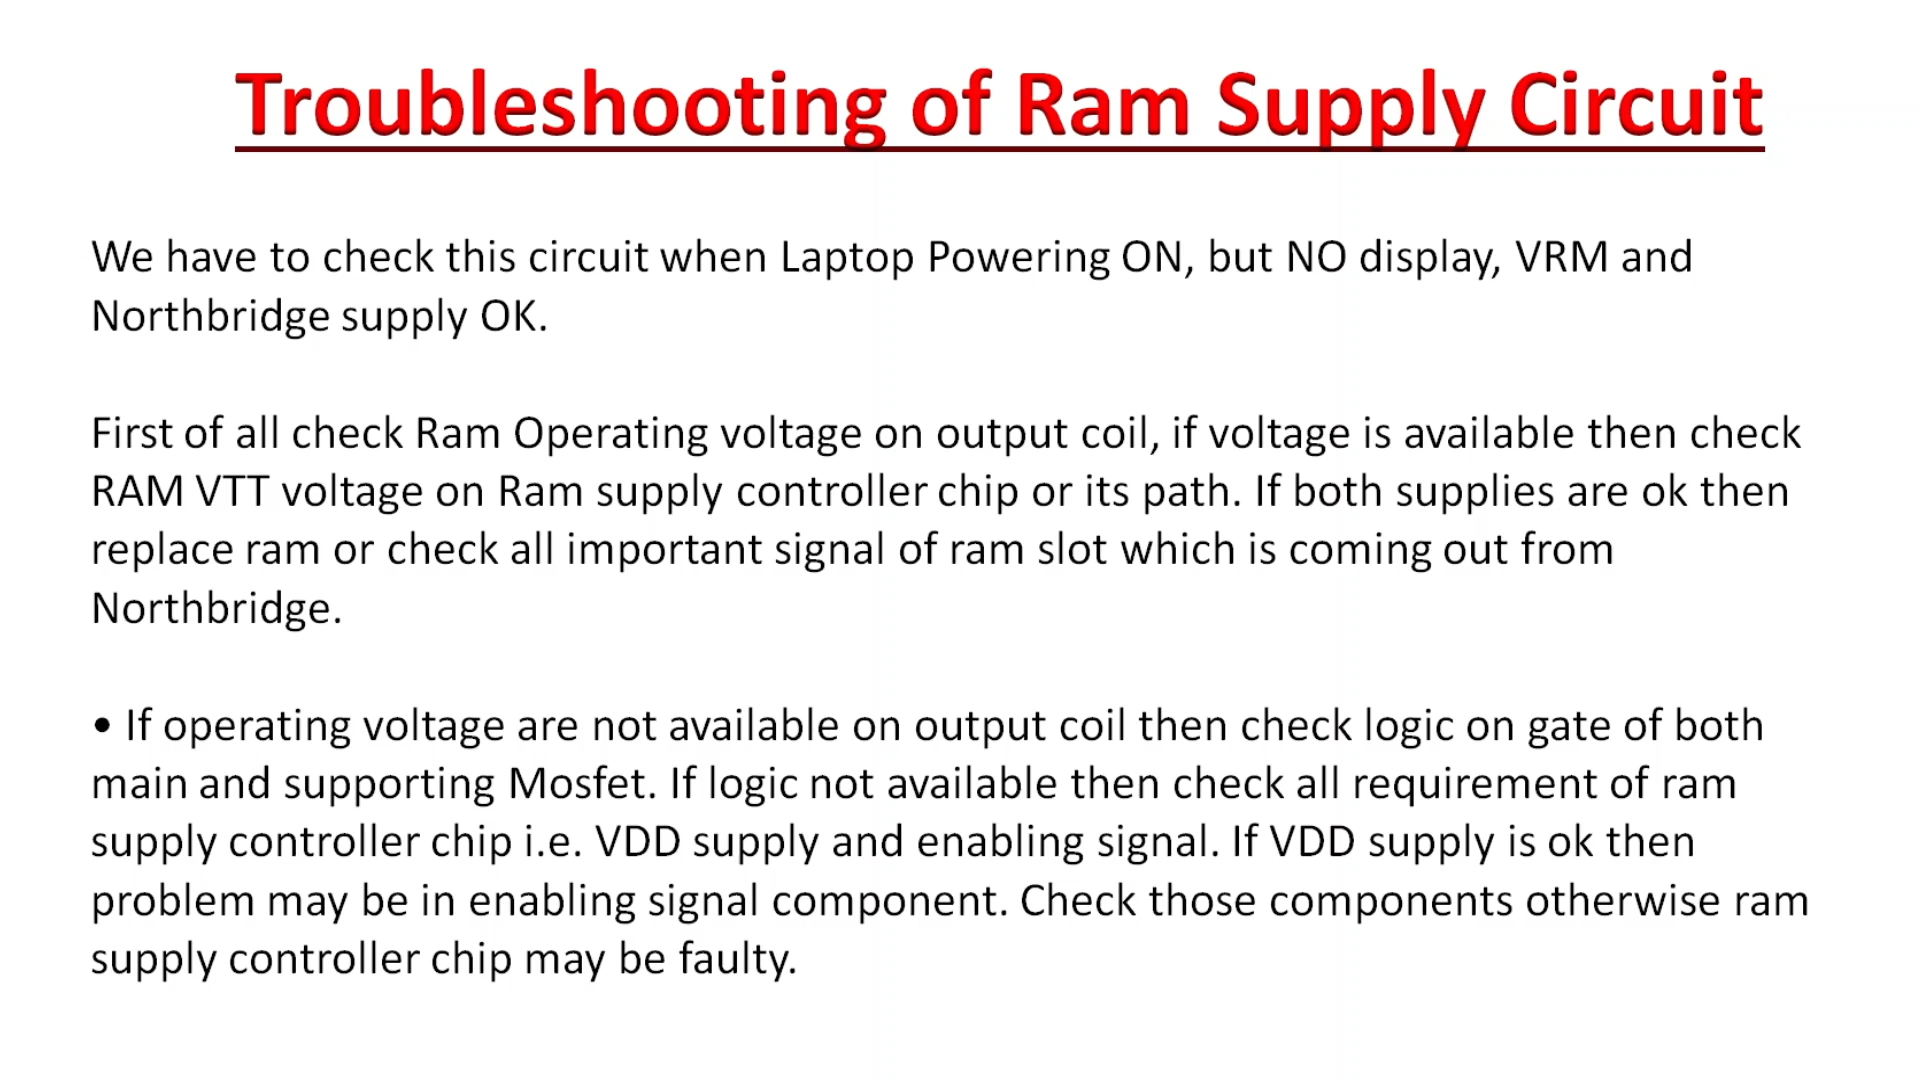 Troubleshooting of Ram Supply Circuit
We have to check this circuit when Laptop Powering ON, but NO display, VRM and
Northbridge supply OK.
First of all check Ram Operating voltage on output coil, if voltage is available then check
RAM VTT voltage on Ram supply controller chip or its path. If both supplies are ok then
replace ram or check all important signal of ram slot which is coming out from
Northbridge.
• If operating voltage are not available on output coil then check logic on gate of both
main and supporting Mosfet. If logic not available then check all requirement of ram
supply controller chip i.e. VDD supply and enabling signal. If VDD supply is ok then
problem may be in enabling signal component. Check those components otherwise ram
supply controller chip may be faulty.